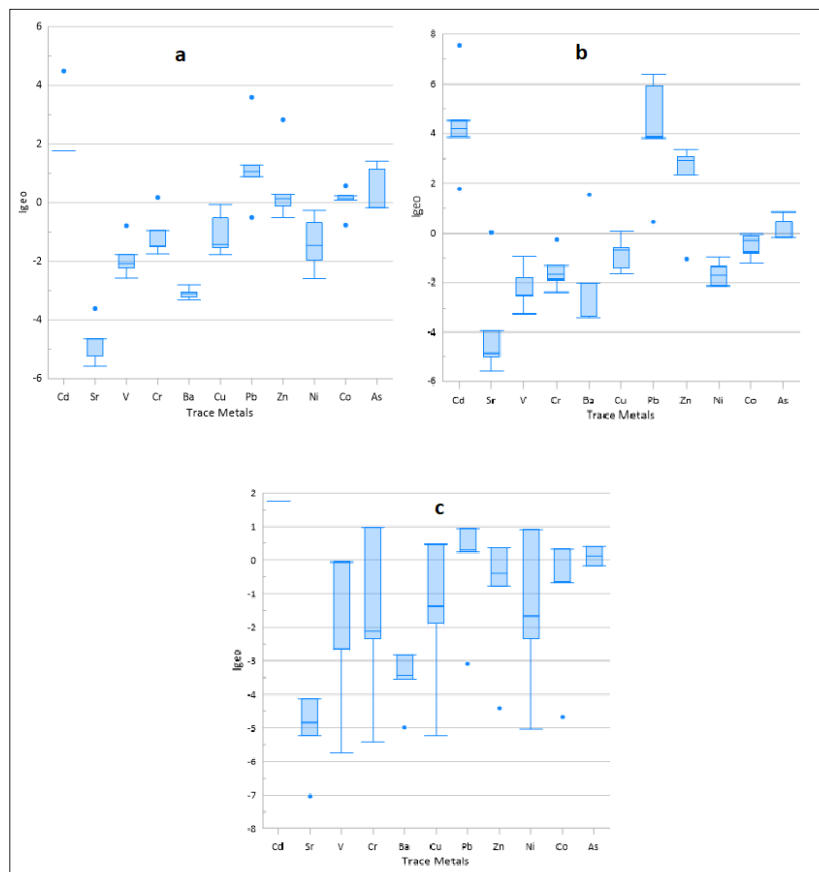 a
6
4
2
0
-2
-4
-6
Igeo
Cd Sr V Cr Ba Cu Pb Zn Ni Co As
Trace Metals
b
8
6
4
2
0
-2
-4
-6
Igeo
Cd Sr V Cr Ba Cu Pb Zn Ni Co As
Trace Metals
c
2
1
0
-1
-2
-3
-4
-5
-6
-7
-8
Igeo
Cd Sr V Cr Ba Cu Pb Zn Ni Co As
Trace Metals